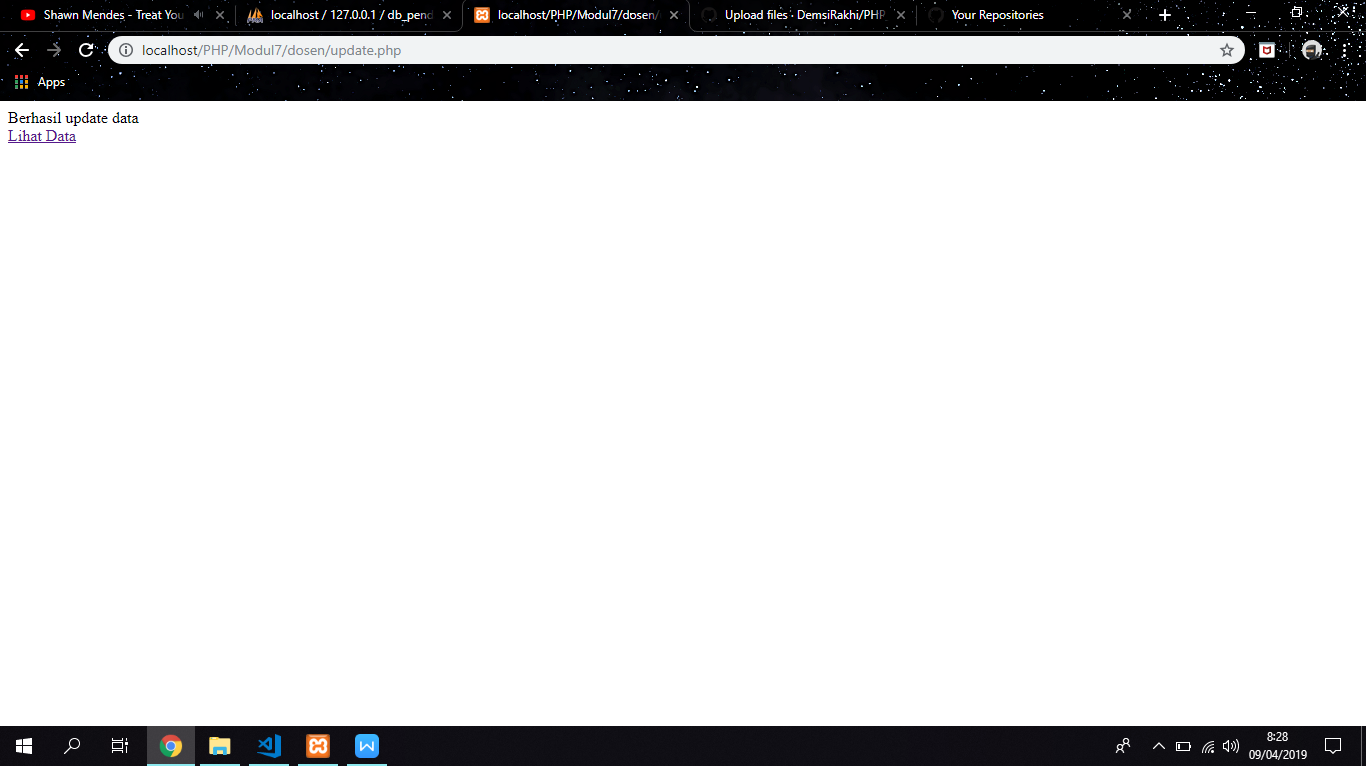 Shawn Mendes - Treat You
localhost / 127.0.0.1 / db_pend
localhost/PHP/Modul7/dosen/
Upload files · DemsiRakhi/PHP
Your Repositories
localhost/PHP/Modul7/dosen/update.php
Apps
Berhasil update data
Lihat Data
8:28
09/04/2019